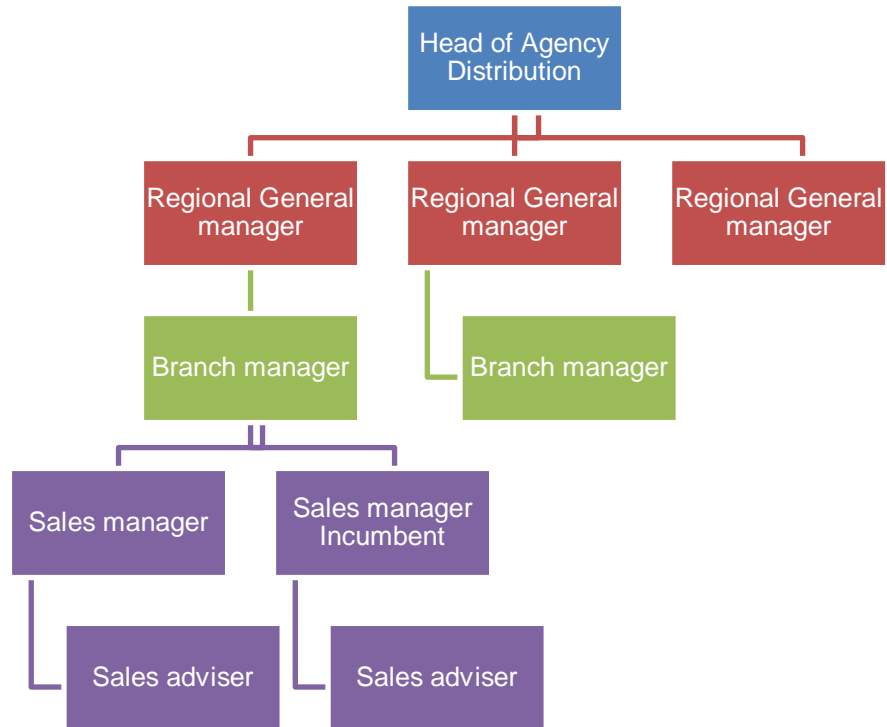 Head of Agency
Distribution
Regional General
manager
Regional General
manager
Regional General
manager
Branch manager
Branch manager
Sales manager
Sales manager
Incumbent
Sales adviser
Sales adviser